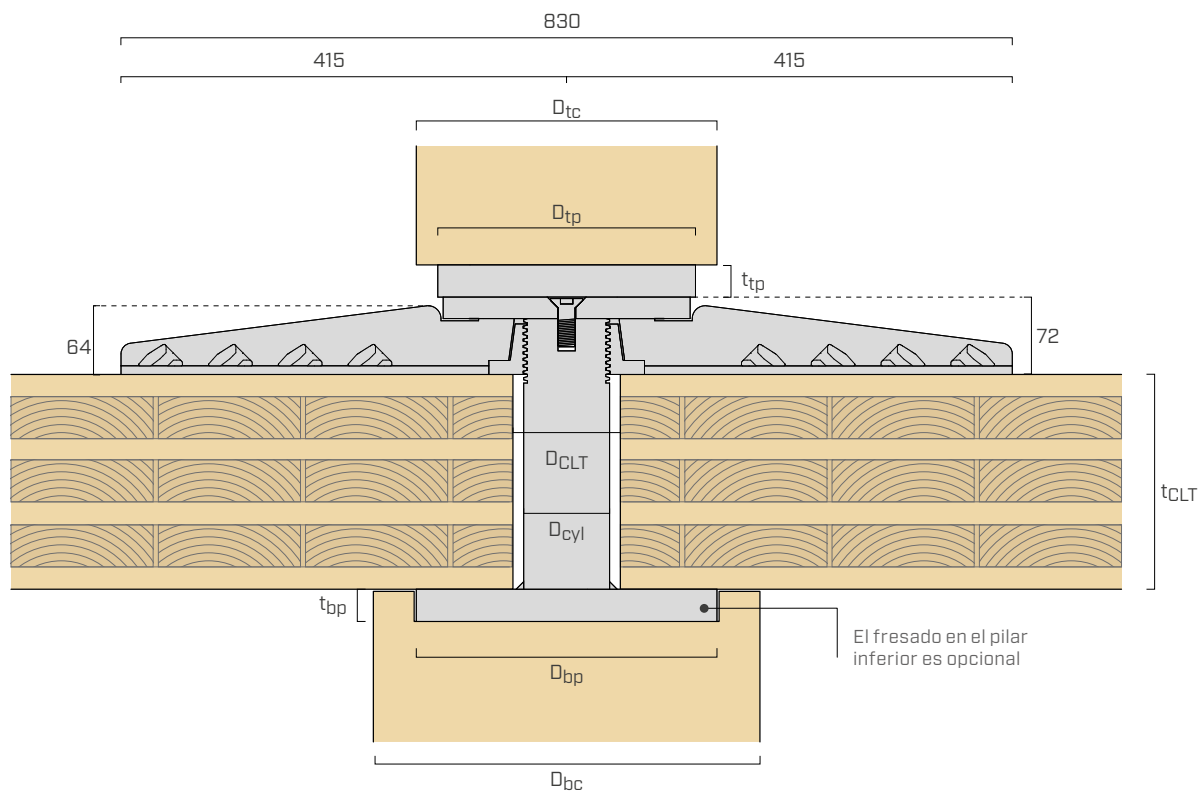 830
415
415
Dtc
Dtp
ttp
64
72
DCLT
tCLT
Dcyl
tbp
El fresado en el pilar
inferior es opcional
Dbp
Dbc